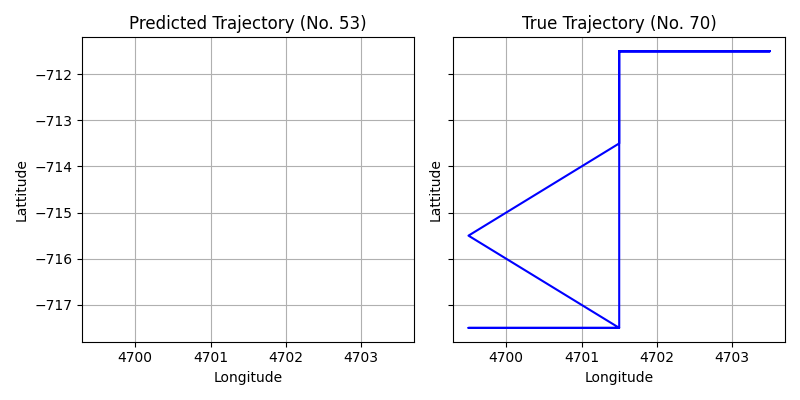 Predicted Trajectory (No. 53)
True Trajectory (No. 70)
Lattitude
−712
−713
−714
−715
−716
−717
4700
4701
4702
4703
Longitude
Lattitude
4700
4701
4702
4703
Longitude